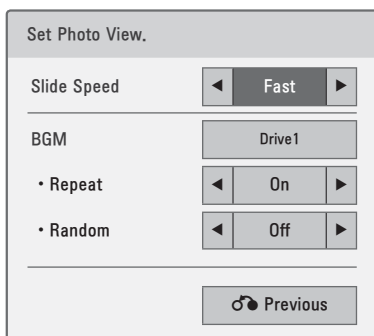 Set Photo View.
Slide Speed ◀ Fast ▶
BGM Drive1
• Repeat ◀ On ▶
• Random ◀ Off ▶
Previous